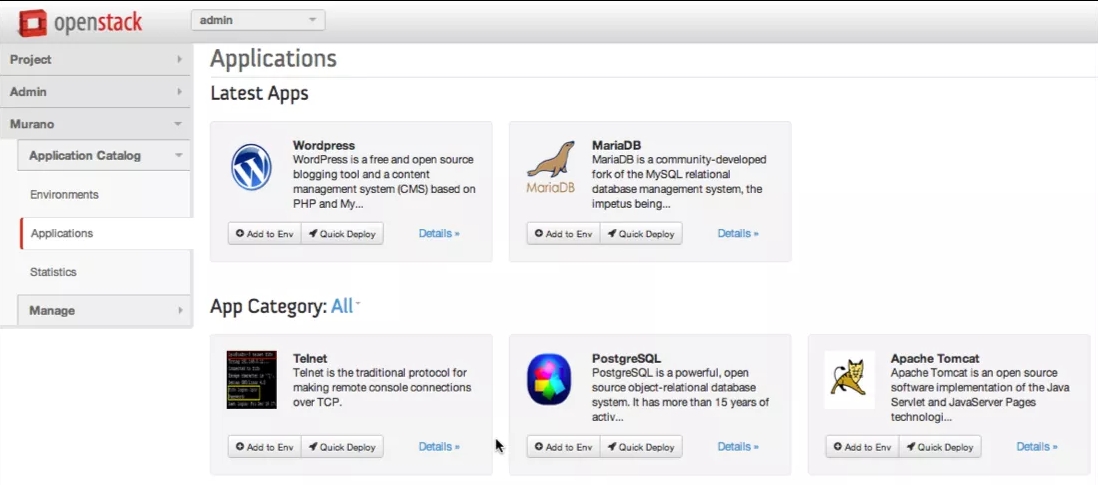 openstack
admin
Project
Admin
Murano
Application Catalog
Environments
Applications
Statistics
Manage
Applications
Latest Apps
Wordpress
WordPress is a free and open source
blogging tool and a content
management system (CMS) based on
PHP and My...
Add to Env
Quick Deploy
Details »
MariaDB
MariaDB
MariaDB is a community-developed
fork of the MySQL relational
database management system, the
impetus being...
Add to Env
Quick Deploy
Details »
App Category: All
Telnet
Telnet is the traditional protocol for
making remote console connections
over TCP.
Add to Env
Quick Deploy
Details »
PostgreSQL
PostgreSQL is a powerful, open
source object-relational database
system. It has more than 15 years of
activ...
Add to Env
Quick Deploy
Details »
Apache Tomcat
Apache Tomcat is an open source
software implementation of the Java
Servlet and JavaServer Pages
technologi...
Add to Env
Quick Deploy
Details »